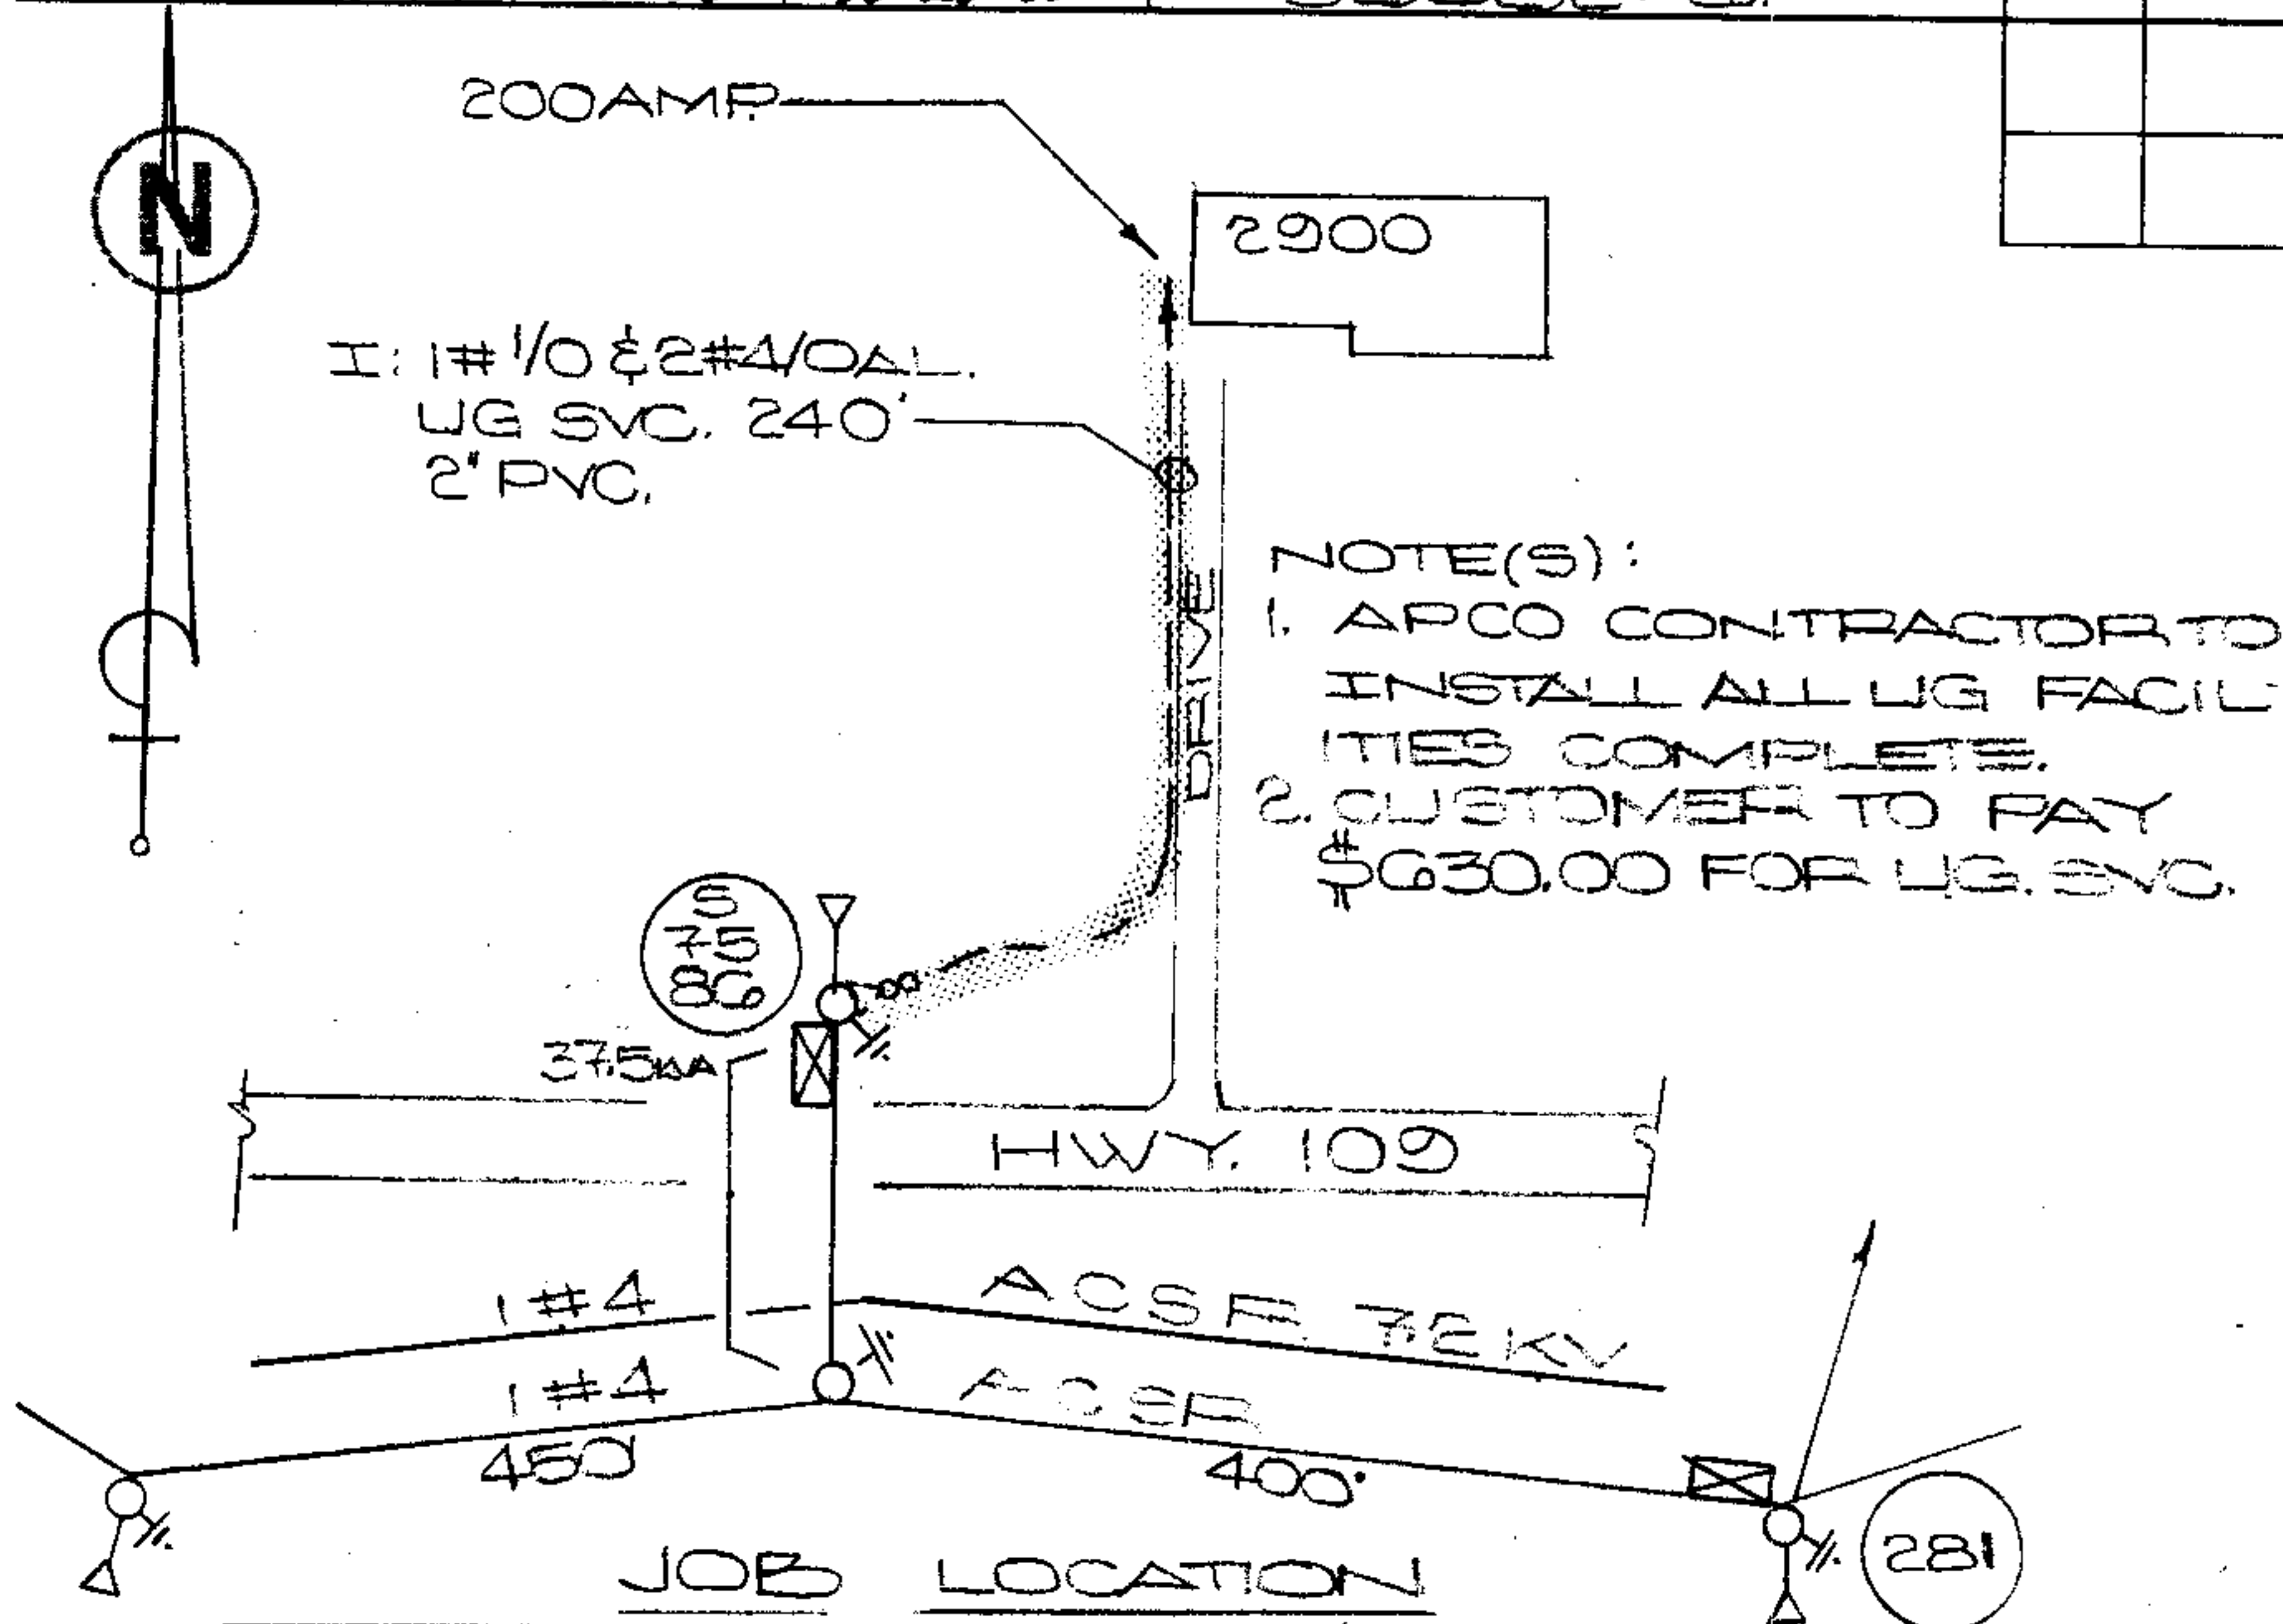 200AMP.
N
2900
I: 1# 1/0 & 2#4/0AL.
UG SVC. 240'
2" PVC.
NOTE(S):
1. APCO CONTRACTOR TO
INSTALL ALL UG FACIL-
ITIES COMPLETE.
2. CUSTOMER TO PAY
$630.00 FOR UG. SVC.
DRIVE
S
75
86
37.5KVA
HWY. 109
1 #4 ACSR 7.2 KV
1 #4 ACSR
450'
400'
281
JOB LOCATION